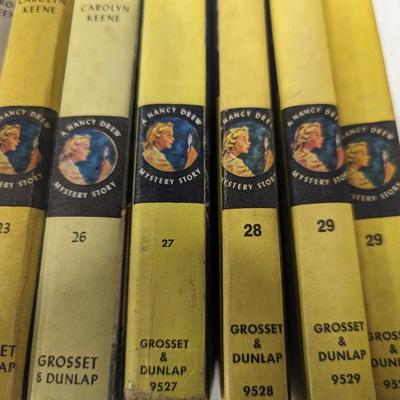 CAROLYN
KEENE
23
CAROLYN
KEENE
A NANCY DREW
MYSTERY STORY
26
GROSSET
& DUNLAP
A NANCY DREW
MYSTERY STORY
27
GROSSET
&
DUNLAP
9527
A NANCY DREW
MYSTERY STORY
28
GROSSET
&
DUNLAP
9528
A NANCY DREW
MYSTERY STORY
29
GROSSET
&
DUNLAP
9529
29